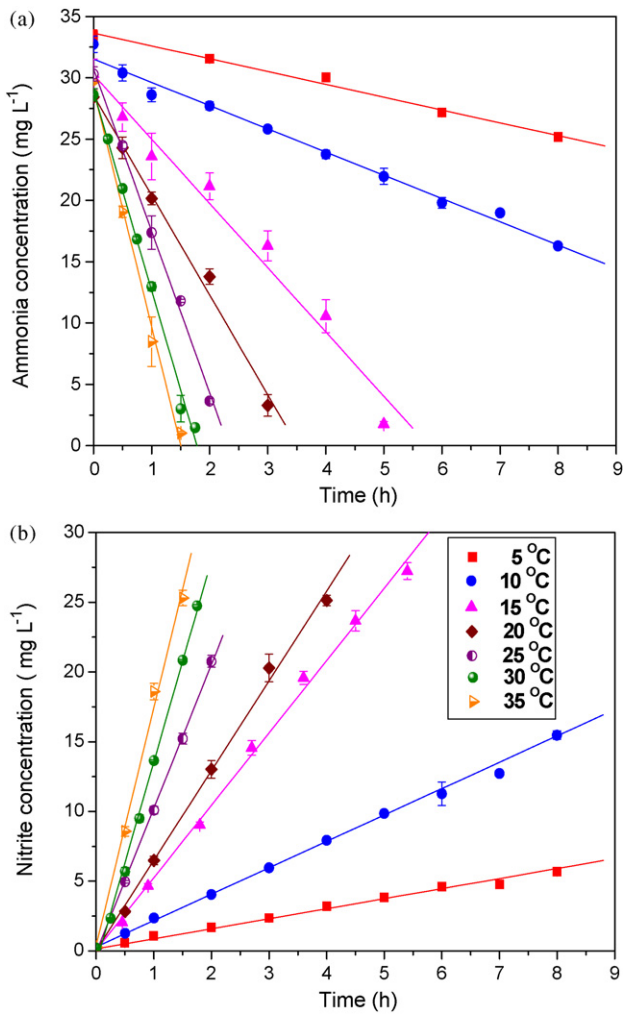 (a)
35
30
25
20
15
10
5
0
Ammonia concentration (mg L⁻¹)
0 1 2 3 4 5 6 7 8 9
Time (h)
(b)
30
25
20
15
10
5
0
Nitrite concentration ( mg L⁻¹)
5 °C
10 °C
15 °C
20 °C
25 °C
30 °C
35 °C
0 1 2 3 4 5 6 7 8 9
Time (h)